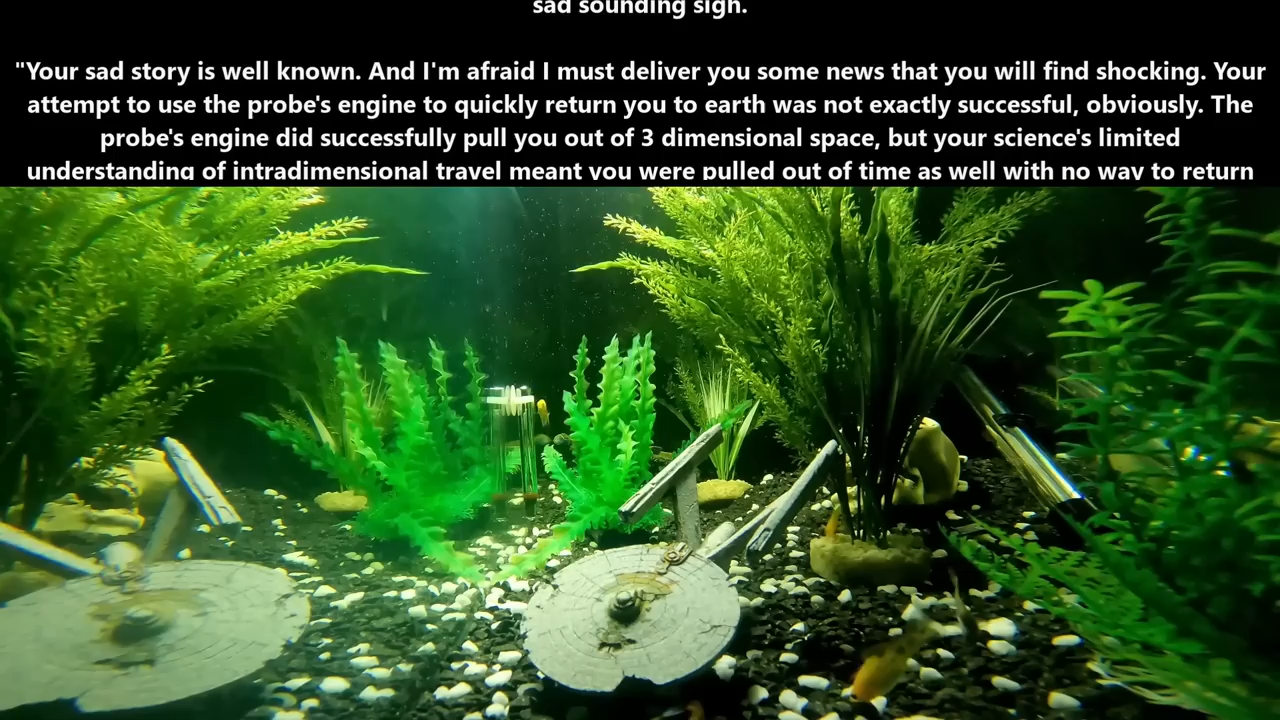 sad sounding sign.
"Your sad story is well known. And I'm afraid I must deliver you some news that you will find shocking. Your
attempt to use the probe's engine to quickly return you to earth was not exactly successful, obviously. The
probe's engine did successfully pull you out of 3 dimensional space, but your science's limited
understanding of intradimensional travel meant you were pulled out of time as well with no way to return